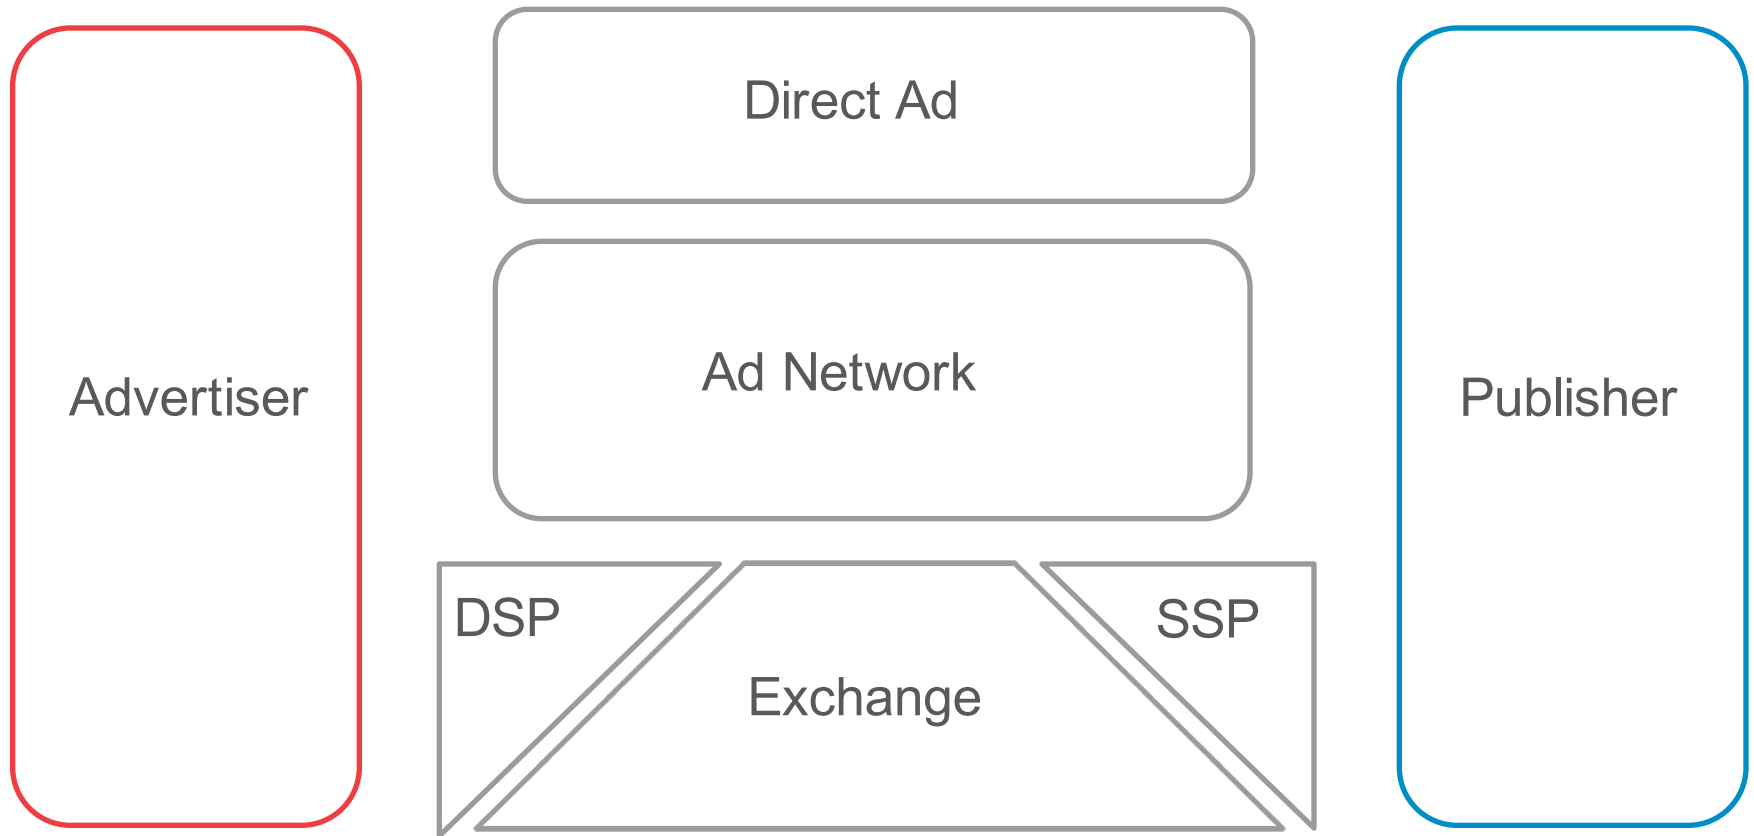 Direct Ad
Advertiser
Ad Network
Publisher
DSP
SSP
Exchange